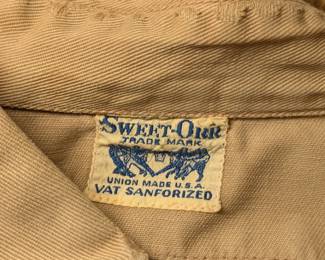 SWEET-ORR
TRADE MARK
UNION MADE U.S.A.
VAT SANFORIZED